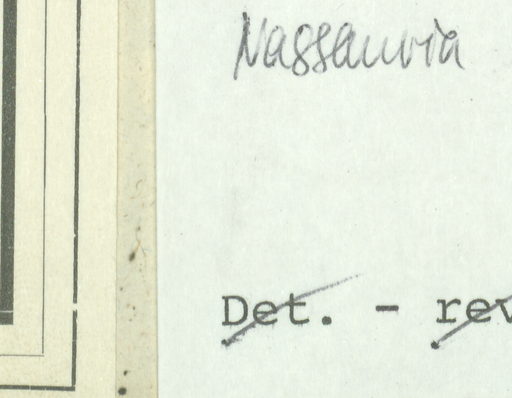 Nassauvia
Det. - rev